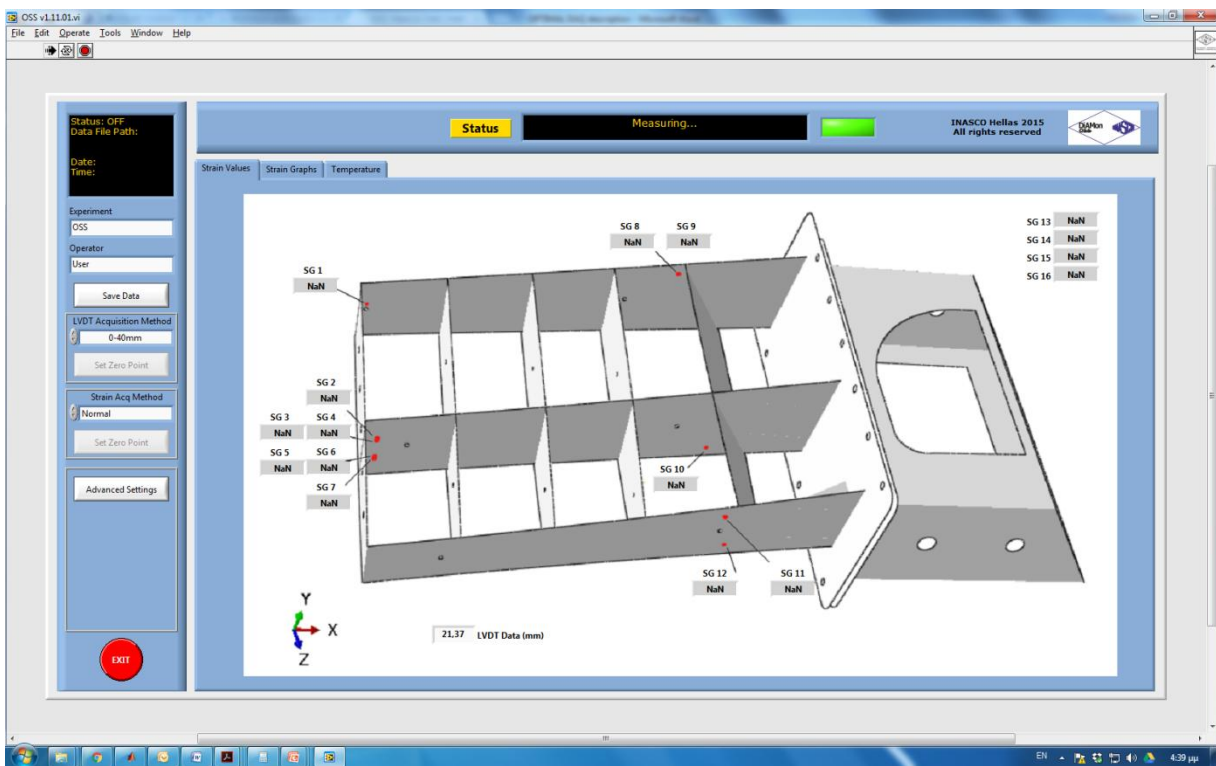 OSS v1.11.01.vi
File Edit Operate Tools Window Help
Status: OFF
Data File Path:
Date:
Time:
Experiment
OSS
Operator
User
Save Data
LVDT Acquisition Method
0-40mm
Set Zero Point
Strain Acq Method
Normal
Set Zero Point
Advanced Settings
EXIT
Status
Measuring...
INASCO Hellas 2015
All rights reserved
DiAMon
Strain Values Strain Graphs Temperature
SG 1
NaN
SG 8 SG 9
NaN NaN
SG 13 NaN
SG 14 NaN
SG 15 NaN
SG 16 NaN
SG 2
NaN
SG 3 SG 4
NaN NaN
SG 5 SG 6
NaN NaN
SG 7
NaN
SG 10
NaN
SG 12 SG 11
NaN NaN
Y
X
Z
21,37 LVDT Data (mm)
EN 4:39 μμ